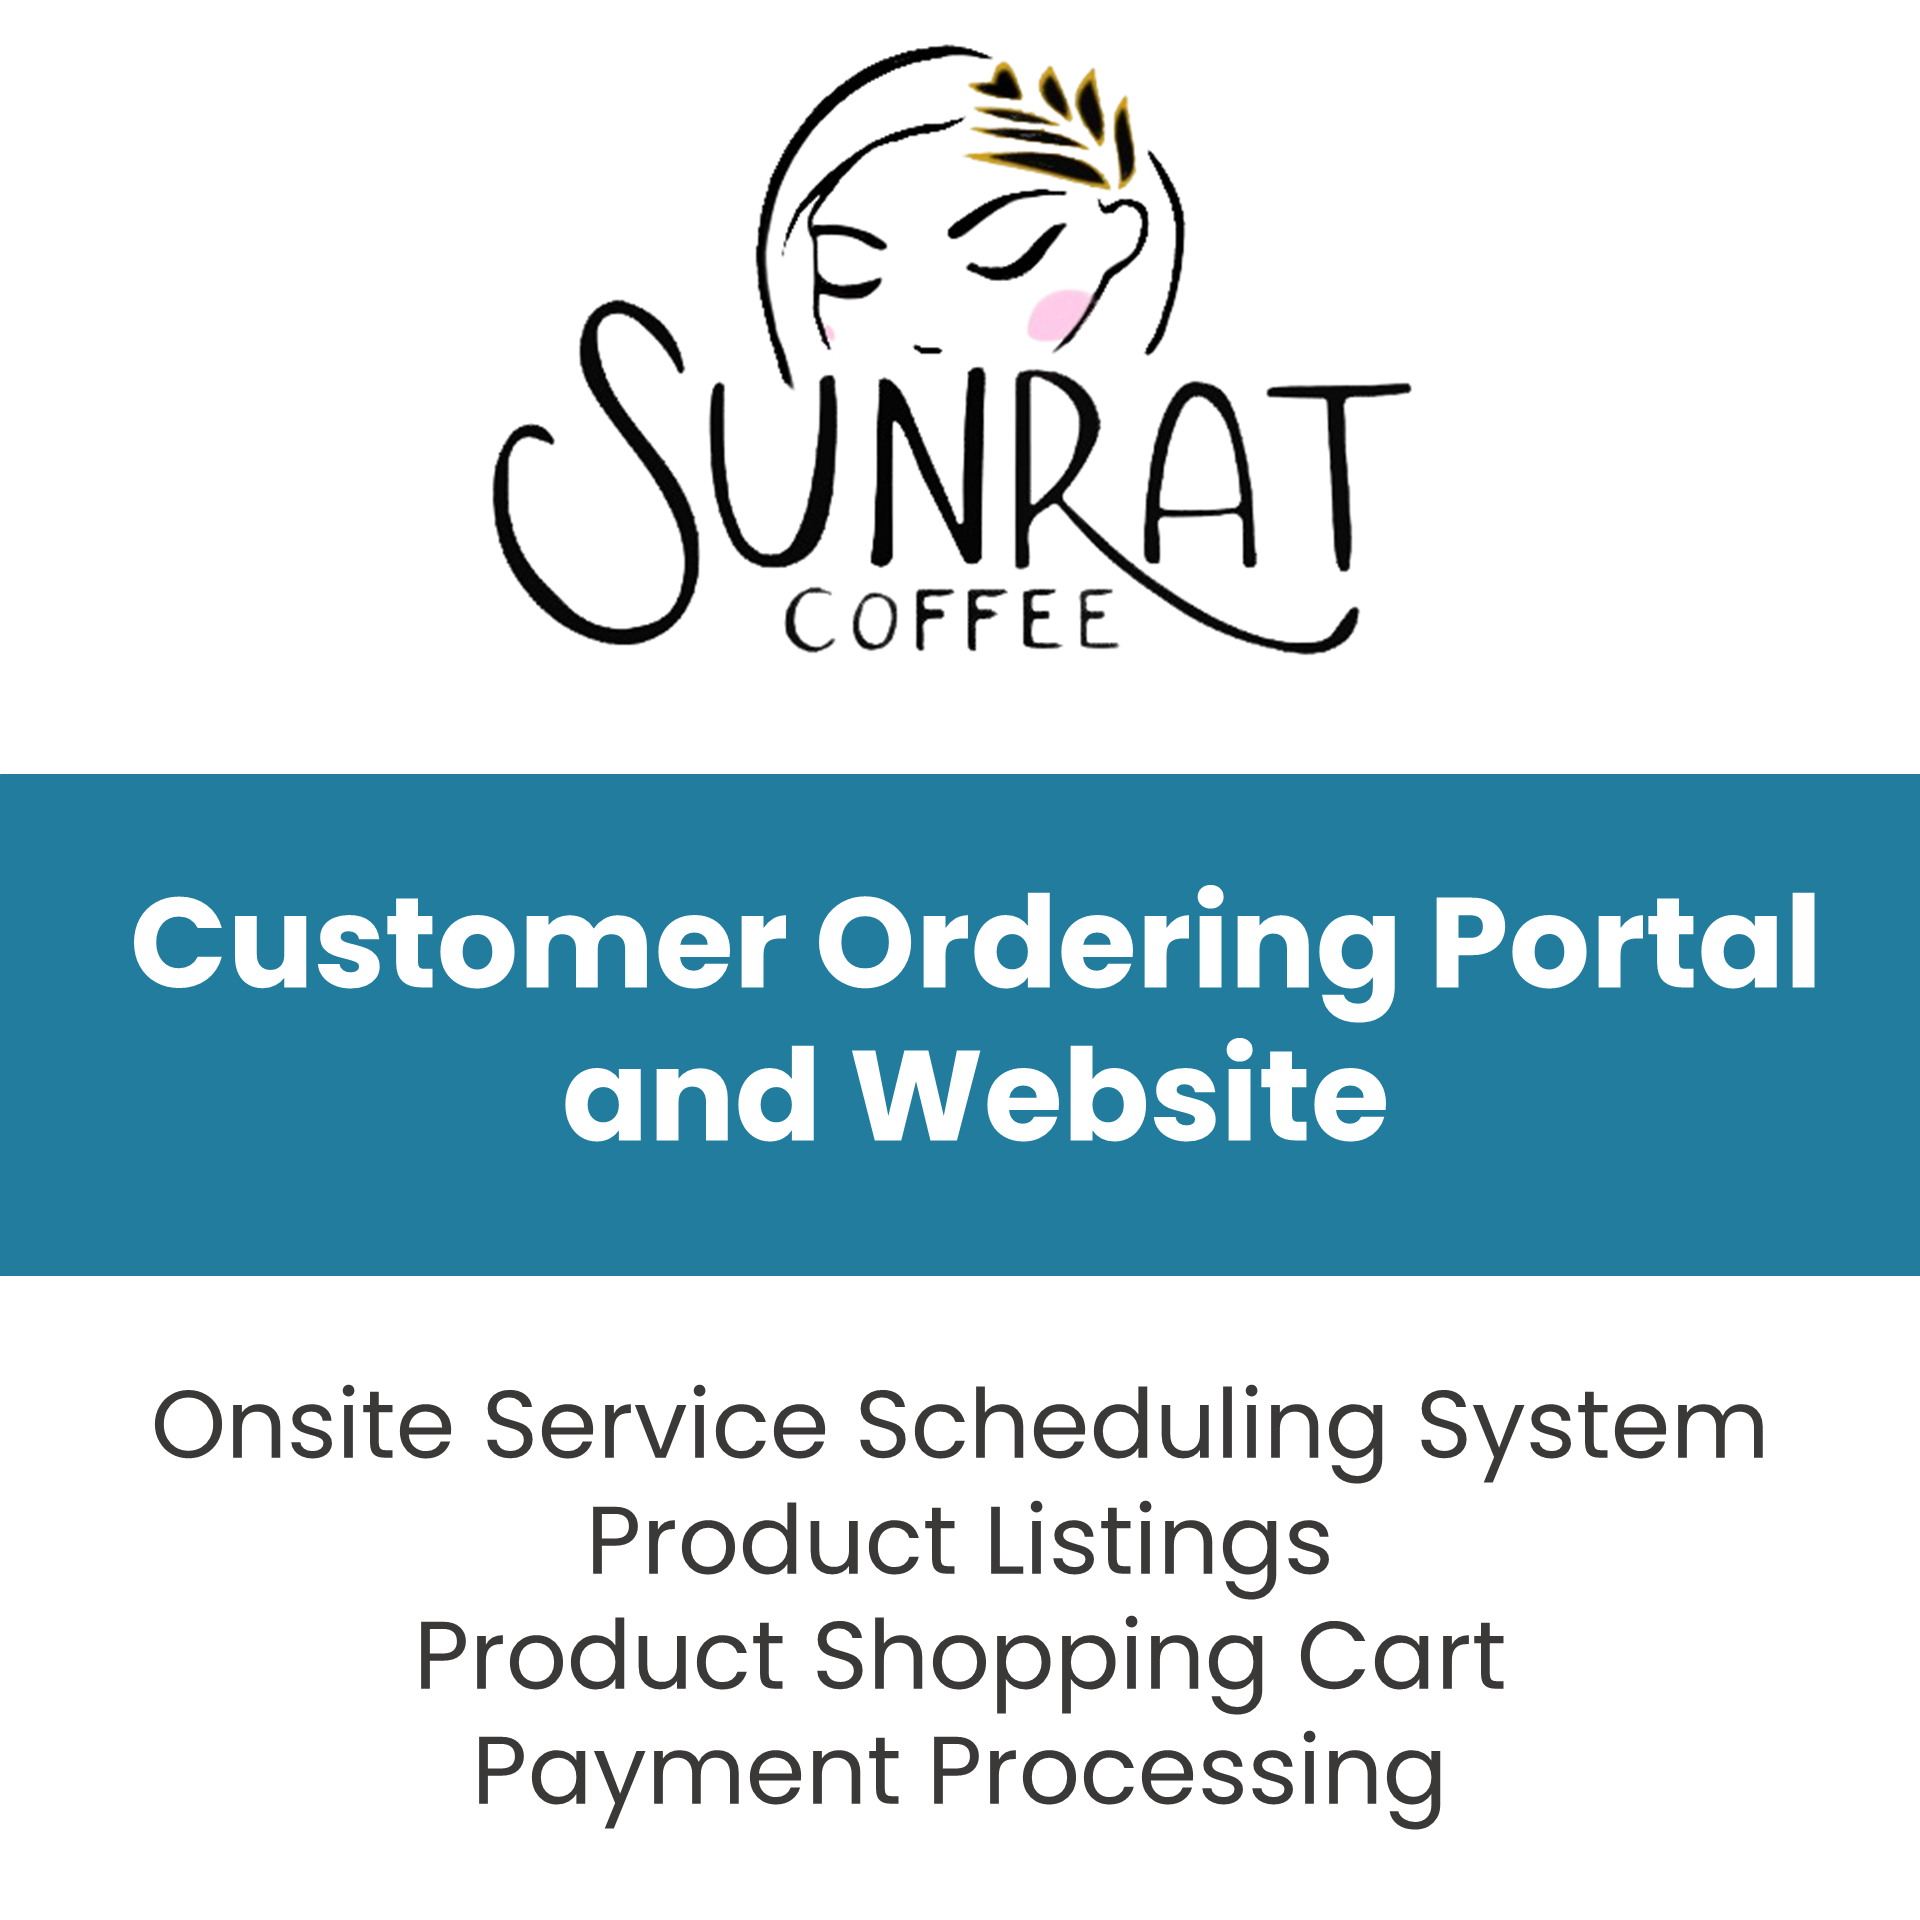 SUNRAT
COFFEE
Customer Ordering Portal
and Website
Onsite Service Scheduling System
Product Listings
Product Shopping Cart
Payment Processing